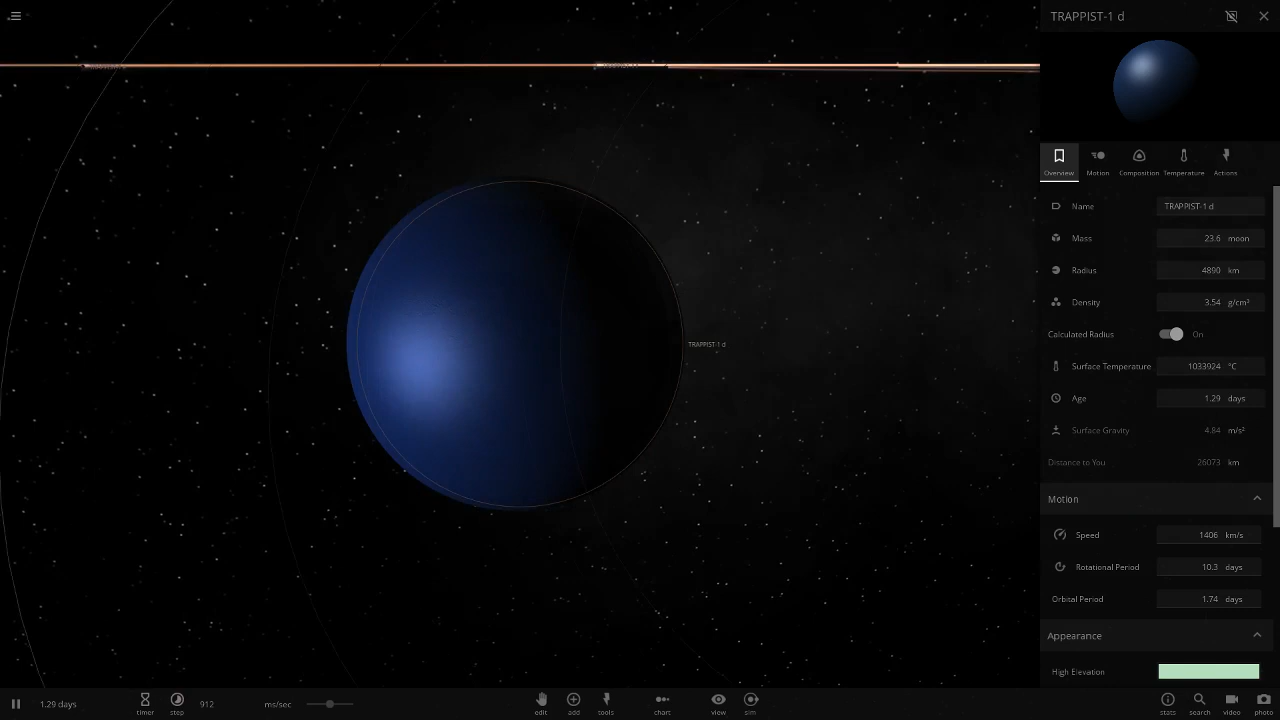 TRAPPIST-1 d
Overview Motion Composition Temperature Actions
Name TRAPPIST-1 d
Mass 23.6 moon
Radius 4890 km
Density 3.54 g/cm³
Calculated Radius On
Surface Temperature 1033924 °C
Age 1.29 days
Surface Gravity 4.84 m/s²
Distance to You 26073 km
Motion
Speed 1406 km/s
Rotational Period 10.3 days
Orbital Period 1.74 days
Appearance
High Elevation
TRAPPIST-1 d
1.29 days timer step 912 ms/sec edit add tools chart view sim stats search video photo